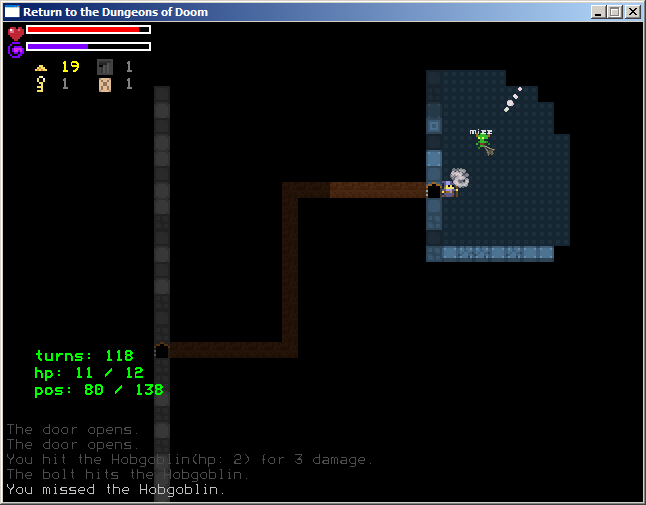 Return to the Dungeons of Doom
19 1
1 1
miss
turns: 118
hp: 11 / 12
pos: 80 / 138
The door opens.
The door opens.
You hit the Hobgoblin(hp: 2) for 3 damage.
The bolt hits the Hobgoblin.
You missed the Hobgoblin.